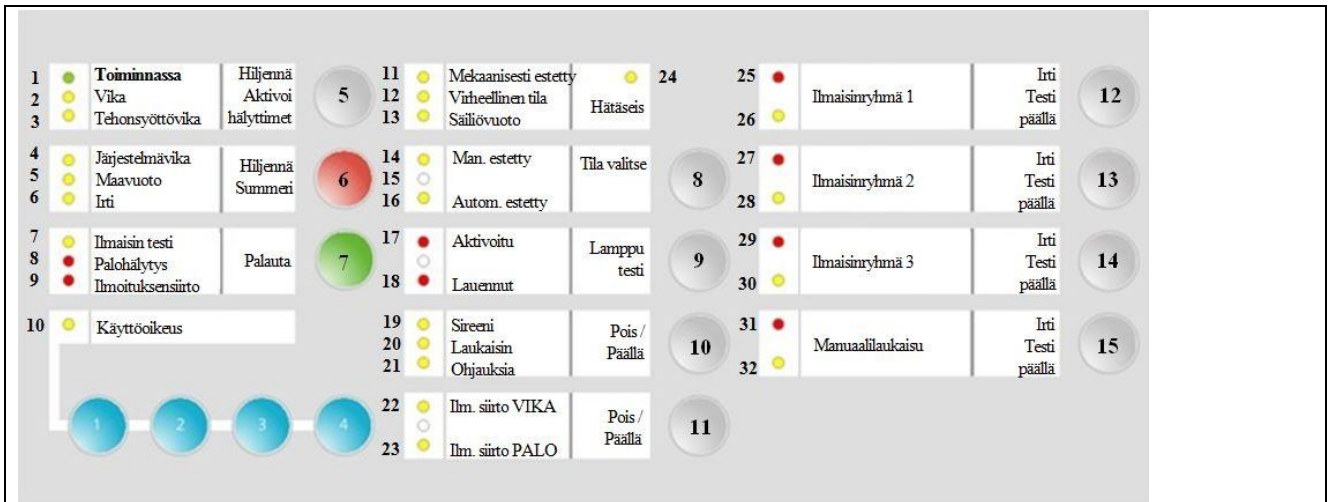 1 Toiminnassa Hiljennä
2 Vika Aktivoi
3 Tehonsyöttövika hälyttimet
5
4 Järjestelmävika Hiljennä
5 Maavuoto Summeri
6 Irti
6
7 Ilmaisin testi
8 Palohälytys Palauta
9 Ilmoituksensiirto
7
10 Käyttöoikeus
1 2 3 4
11 Mekaanisesti estetty 24
12 Virheellinen tila Hätäseis
13 Säiliövuoto
14 Man. estetty Tila valitse
15
16 Autom. estetty
8
17 Aktivoitu Lamppu
testi
18 Lauennut
9
19 Sireeni Pois /
20 Laukaisin Päällä
21 Ohjauksia
10
22 Ilm. siirto VIKA Pois /
Päällä
23 Ilm. siirto PALO
11
25 Irti
Ilmaisinryhmä 1 Testi
26 päällä
12
27 Irti
Ilmaisinryhmä 2 Testi
28 päällä
13
29 Irti
Ilmaisinryhmä 3 Testi
30 päällä
14
31 Irti
Manuaalilaukaisu Testi
32 päällä
15